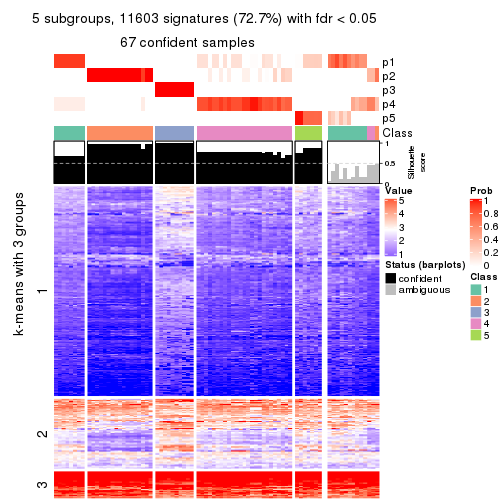 5 subgroups, 11603 signatures (72.7%) with fdr < 0.05
67 confident samples
p1
p2
p3
p4
p5
Class
1
0.5
0
Silhouette
score
k-means with 3 groups
1
2
3
Value
5
4
3
2
1
Status (barplots)
confident
ambiguous
Prob
1
0.8
0.6
0.4
0.2
0
Class
1
2
3
4
5